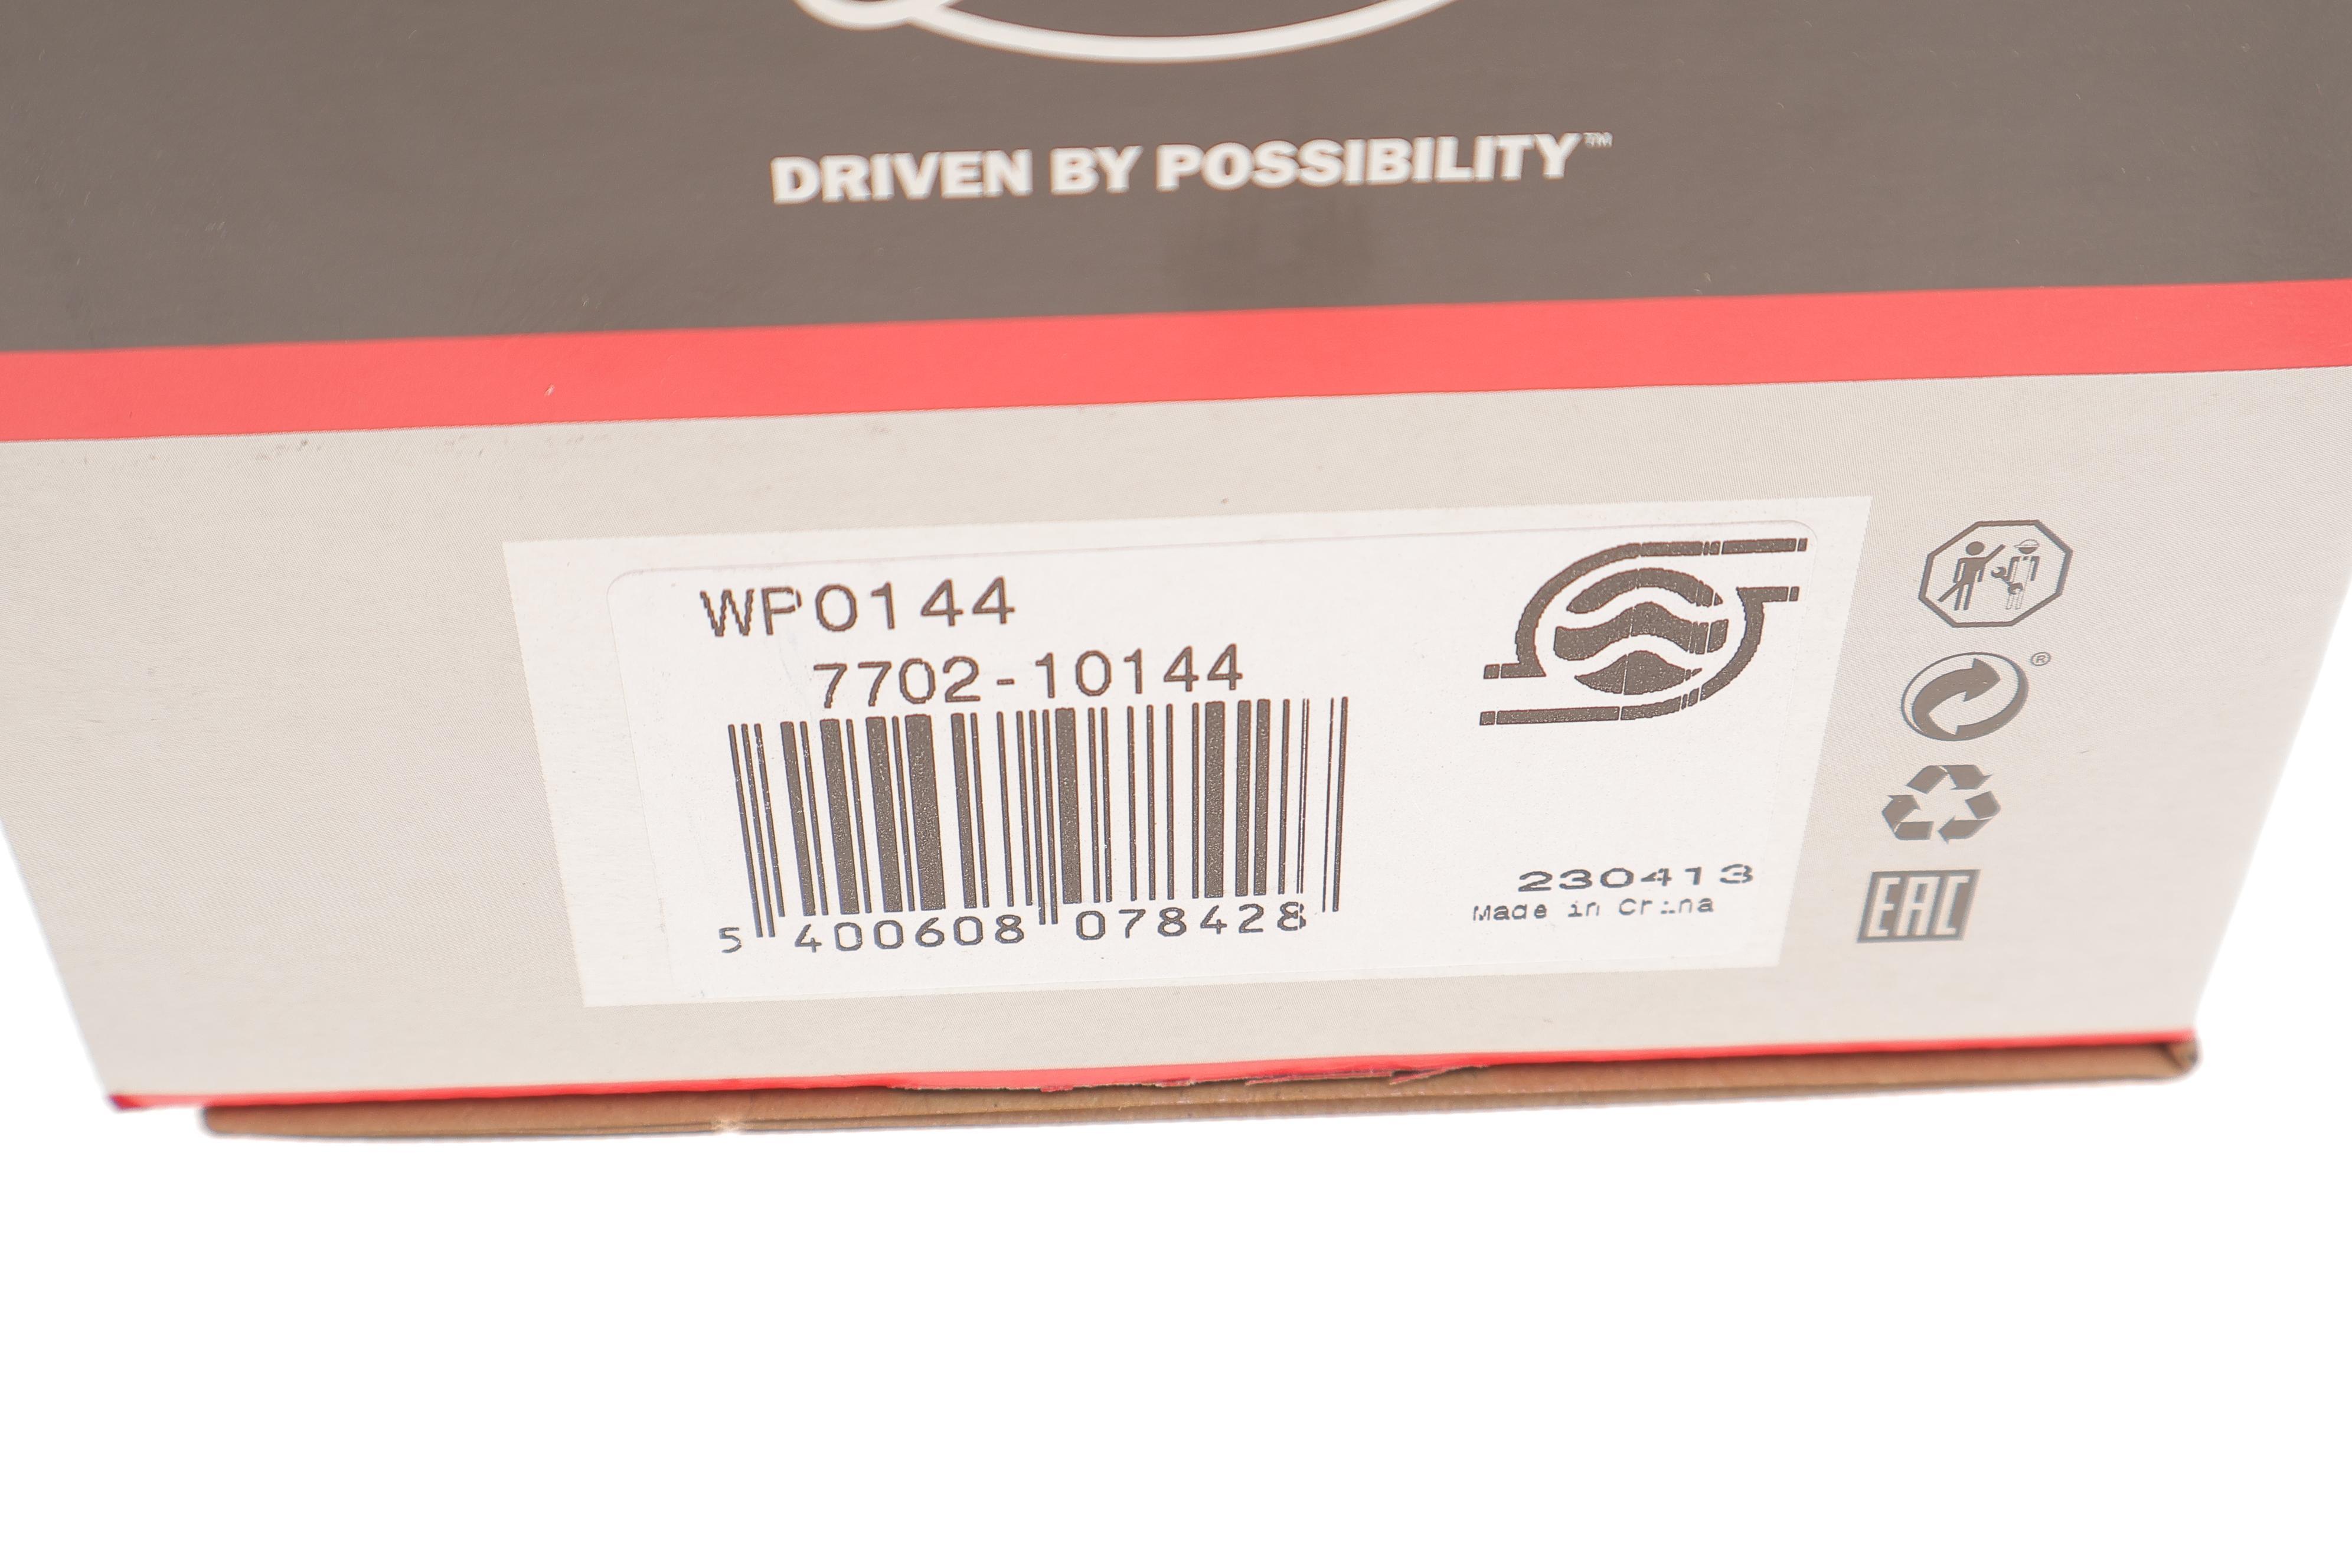 DRIVEN BY POSSIBILITY™
WP0144
7702-10144
5 400608 078428
230413
Made in China
®
EAC